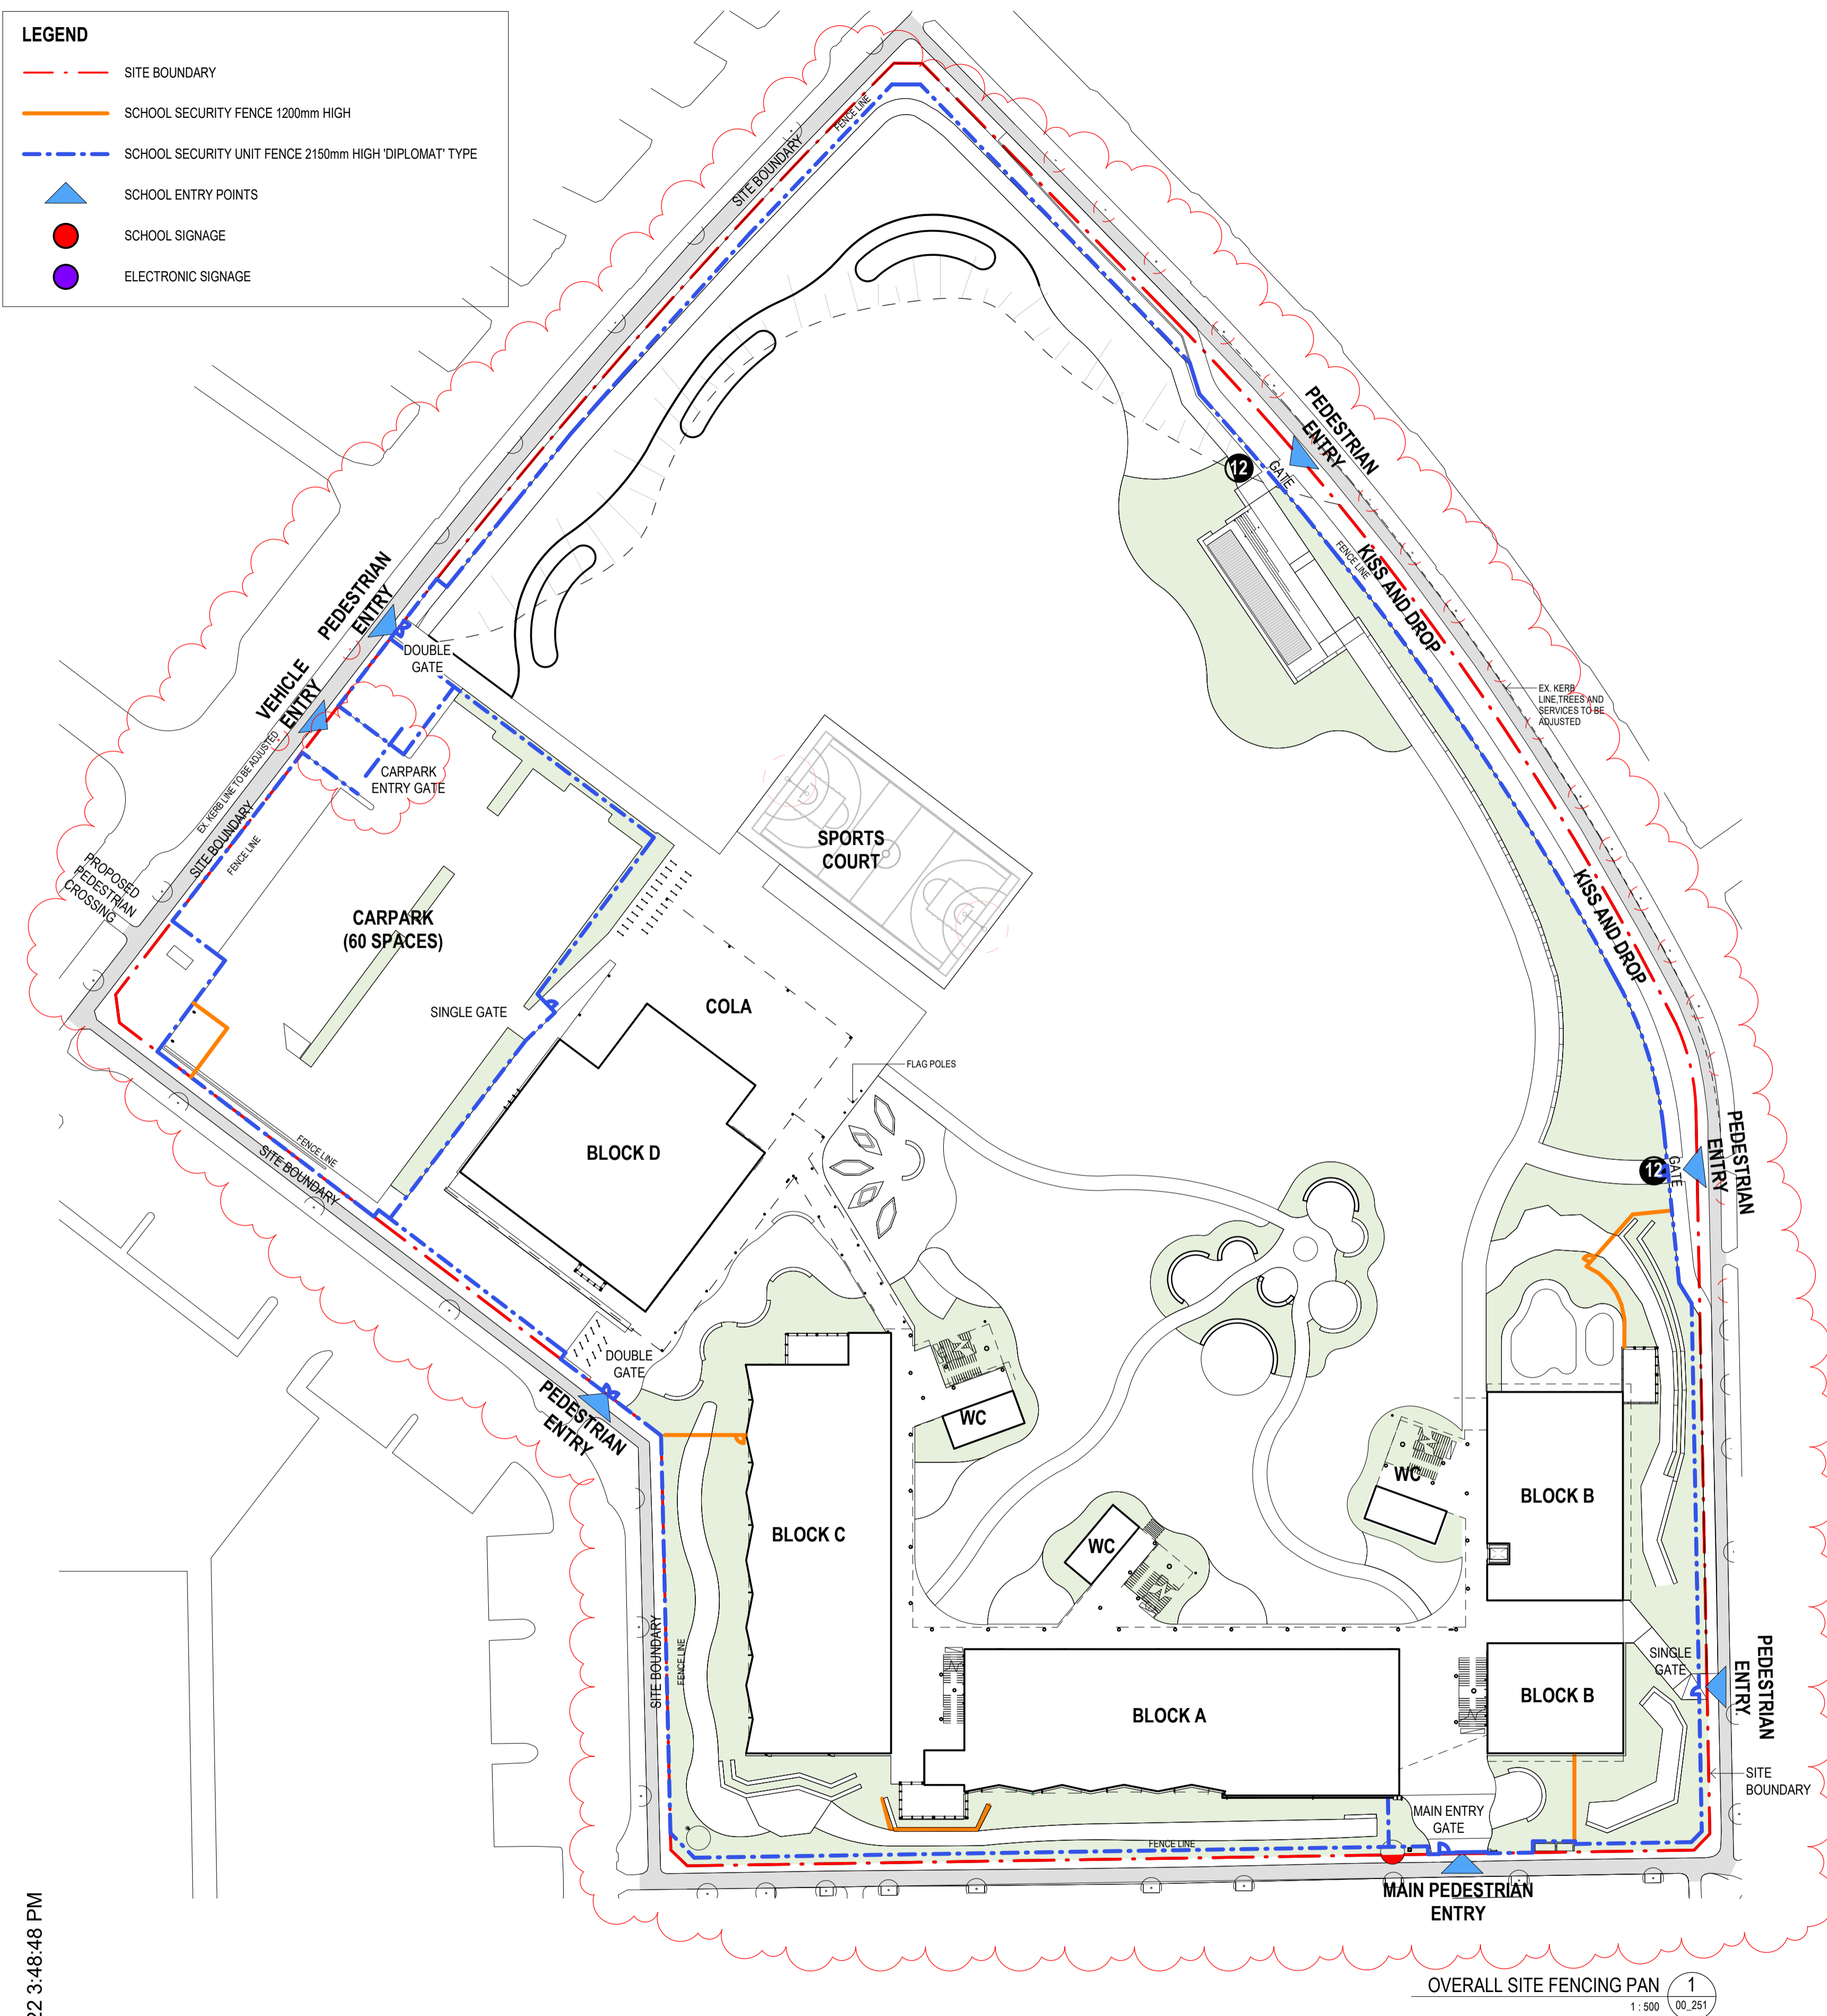 LEGEND
SITE BOUNDARY
SCHOOL SECURITY FENCE 1200mm HIGH
SCHOOL SECURITY UNIT FENCE 2150mm HIGH 'DIPLOMAT' TYPE
SCHOOL ENTRY POINTS
SCHOOL SIGNAGE
ELECTRONIC SIGNAGE
FENCE LINE
SITE BOUNDARY
PEDESTRIAN
ENTRY
12
GATE
FENCE LINE
KISS AND DROP
PEDESTRIAN
ENTRY
DOUBLE
GATE
VEHICLE
ENTRY
EX. KERB
LINE,TREES AND
SERVICES TO BE
ADJUSTED
CARPARK
ENTRY GATE
EX. KERB LINE TO BE ADJUSTED
SITE BOUNDARY
FENCE LINE
PROPOSED
PEDESTRIAN
CROSSING
SPORTS
COURT
KISS AND DROP
CARPARK
(60 SPACES)
SINGLE GATE
COLA
FLAG POLES
BLOCK D
FENCE LINE
SITE BOUNDARY
PEDESTRIAN
ENTRY
GATE
12
DOUBLE
GATE
PEDESTRIAN
ENTRY
WC
WC
WC
BLOCK B
BLOCK C
SITE BOUNDARY
FENCE LINE
SINGLE
GATE
PEDESTRIAN
ENTRY
BLOCK B
BLOCK A
SITE
BOUNDARY
MAIN ENTRY
GATE
FENCE LINE
MAIN PEDESTRIAN
ENTRY
22 3:48:48 PM
OVERALL SITE FENCING PAN
1 : 500
1
00_251